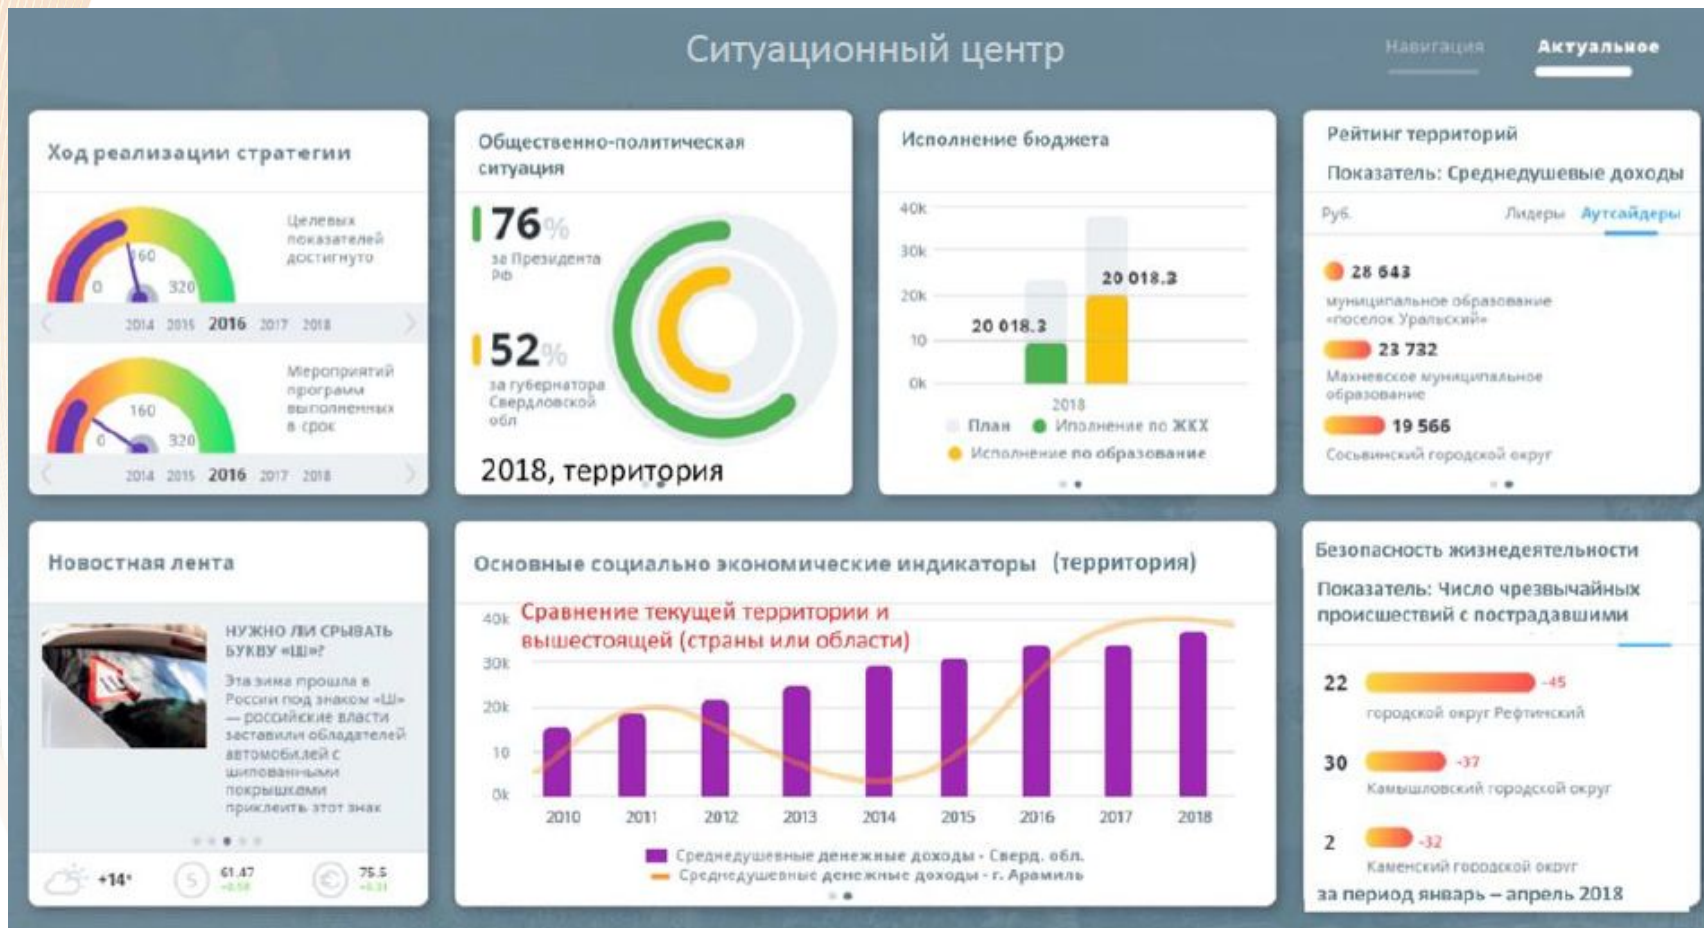 Ситуационный центр
Навигация
Актуальное
Ход реализации стратегии
Целевых
показателей
достигнуто
160
0
320
2014 2015 2016 2017 2018
Мероприятий
программ
выполненных
в срок
160
0
320
2014 2015 2016 2017 2018
Общественно-политическая
ситуация
76%
за Президента
РФ
52%
за губернатора
Свердловской
обл
2018, территория
Исполнение бюджета
40k
30k
20k
10
0k
20 018.3
20 018.3
2018
План
Иполнение по ЖКХ
Исполнение по образование
Рейтинг территорий
Показатель: Среднедушевые доходы
Руб.
Лидеры
Аутсайдеры
28 643
муниципальное образование
«поселок Уральский»
23 732
Махневское муниципальное
образование
19 566
Сосьвинский городской округ
Новостная лента
НУЖНО ЛИ СРЫВАТЬ
БУКВУ «Ш»?
Эта зима прошла в
России под знаком «Ш»
— российские власти
заставили обладателей
автомобилей с
шипованными
покрышками
приклеить этот знак
Ш
+14°
$
61.47
€
75.5
Основные социально экономические индикаторы (территория)
Сравнение текущей территории и
вышестоящей (страны или области)
40k
30k
20k
10
0k
2010 2011 2012 2013 2014 2015 2016 2017 2018
Среднедушевные денежные доходы - Сверд. обл.
Среднедушевные денежные доходы - г. Арамиль
Безопасность жизнедеятельности
Показатель: Число чрезвычайных
происшествий с пострадавшими
22
-45
городской округ Рефтинский
30
-37
Камышловский городской округ
2
-32
Каменский городской округ
за период январь – апрель 2018